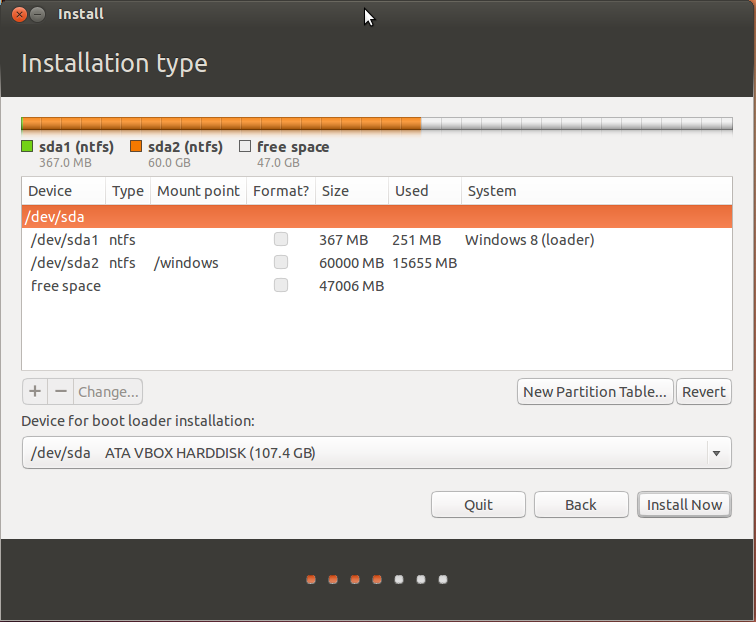 Install
Installation type
sda1 (ntfs) sda2 (ntfs) free space
367.0 MB 60.0 GB 47.0 GB
Device Type Mount point Format? Size Used System
/dev/sda
/dev/sda1 ntfs 367 MB 251 MB Windows 8 (loader)
/dev/sda2 ntfs /windows 60000 MB 15655 MB
free space 47006 MB
+ − Change... New Partition Table... Revert
Device for boot loader installation:
/dev/sda ATA VBOX HARDDISK (107.4 GB)
Quit Back Install Now